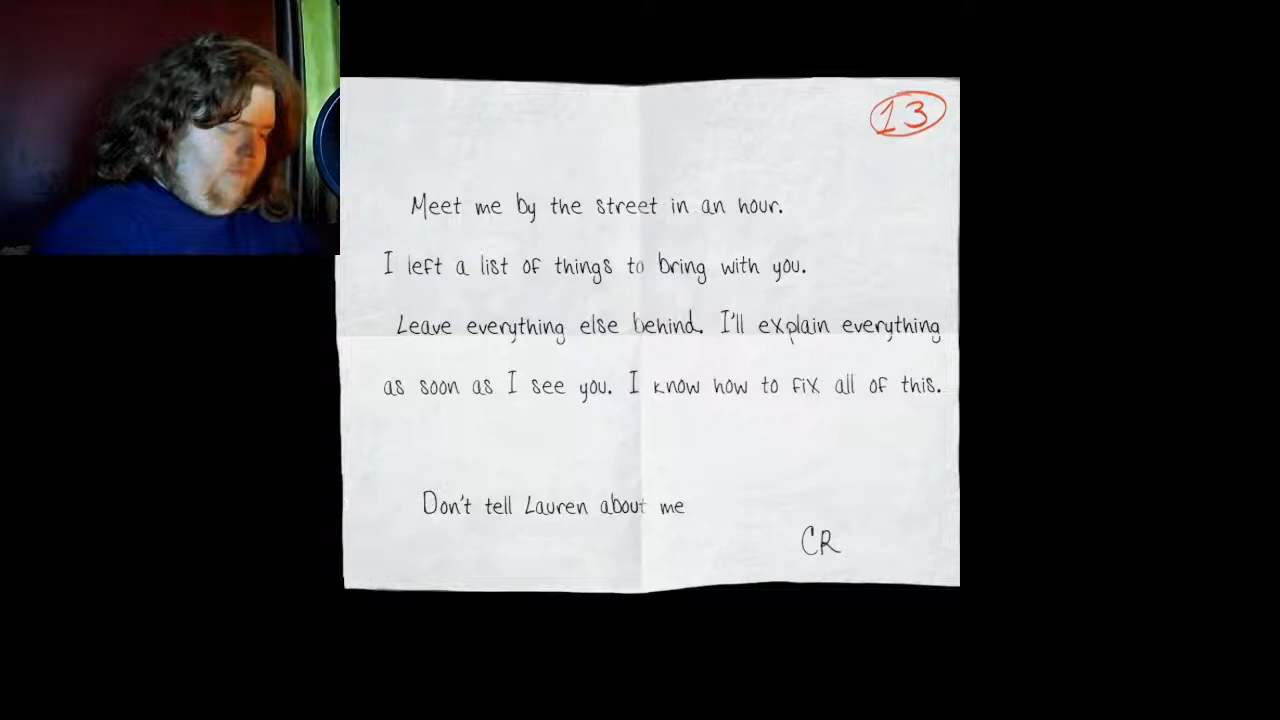 13
Meet me by the street in an hour.
I left a list of things to bring with you.
Leave everything else behind. I'll explain everything
as soon as I see you. I know how to fix all of this.
Don't tell Lauren about me
CR